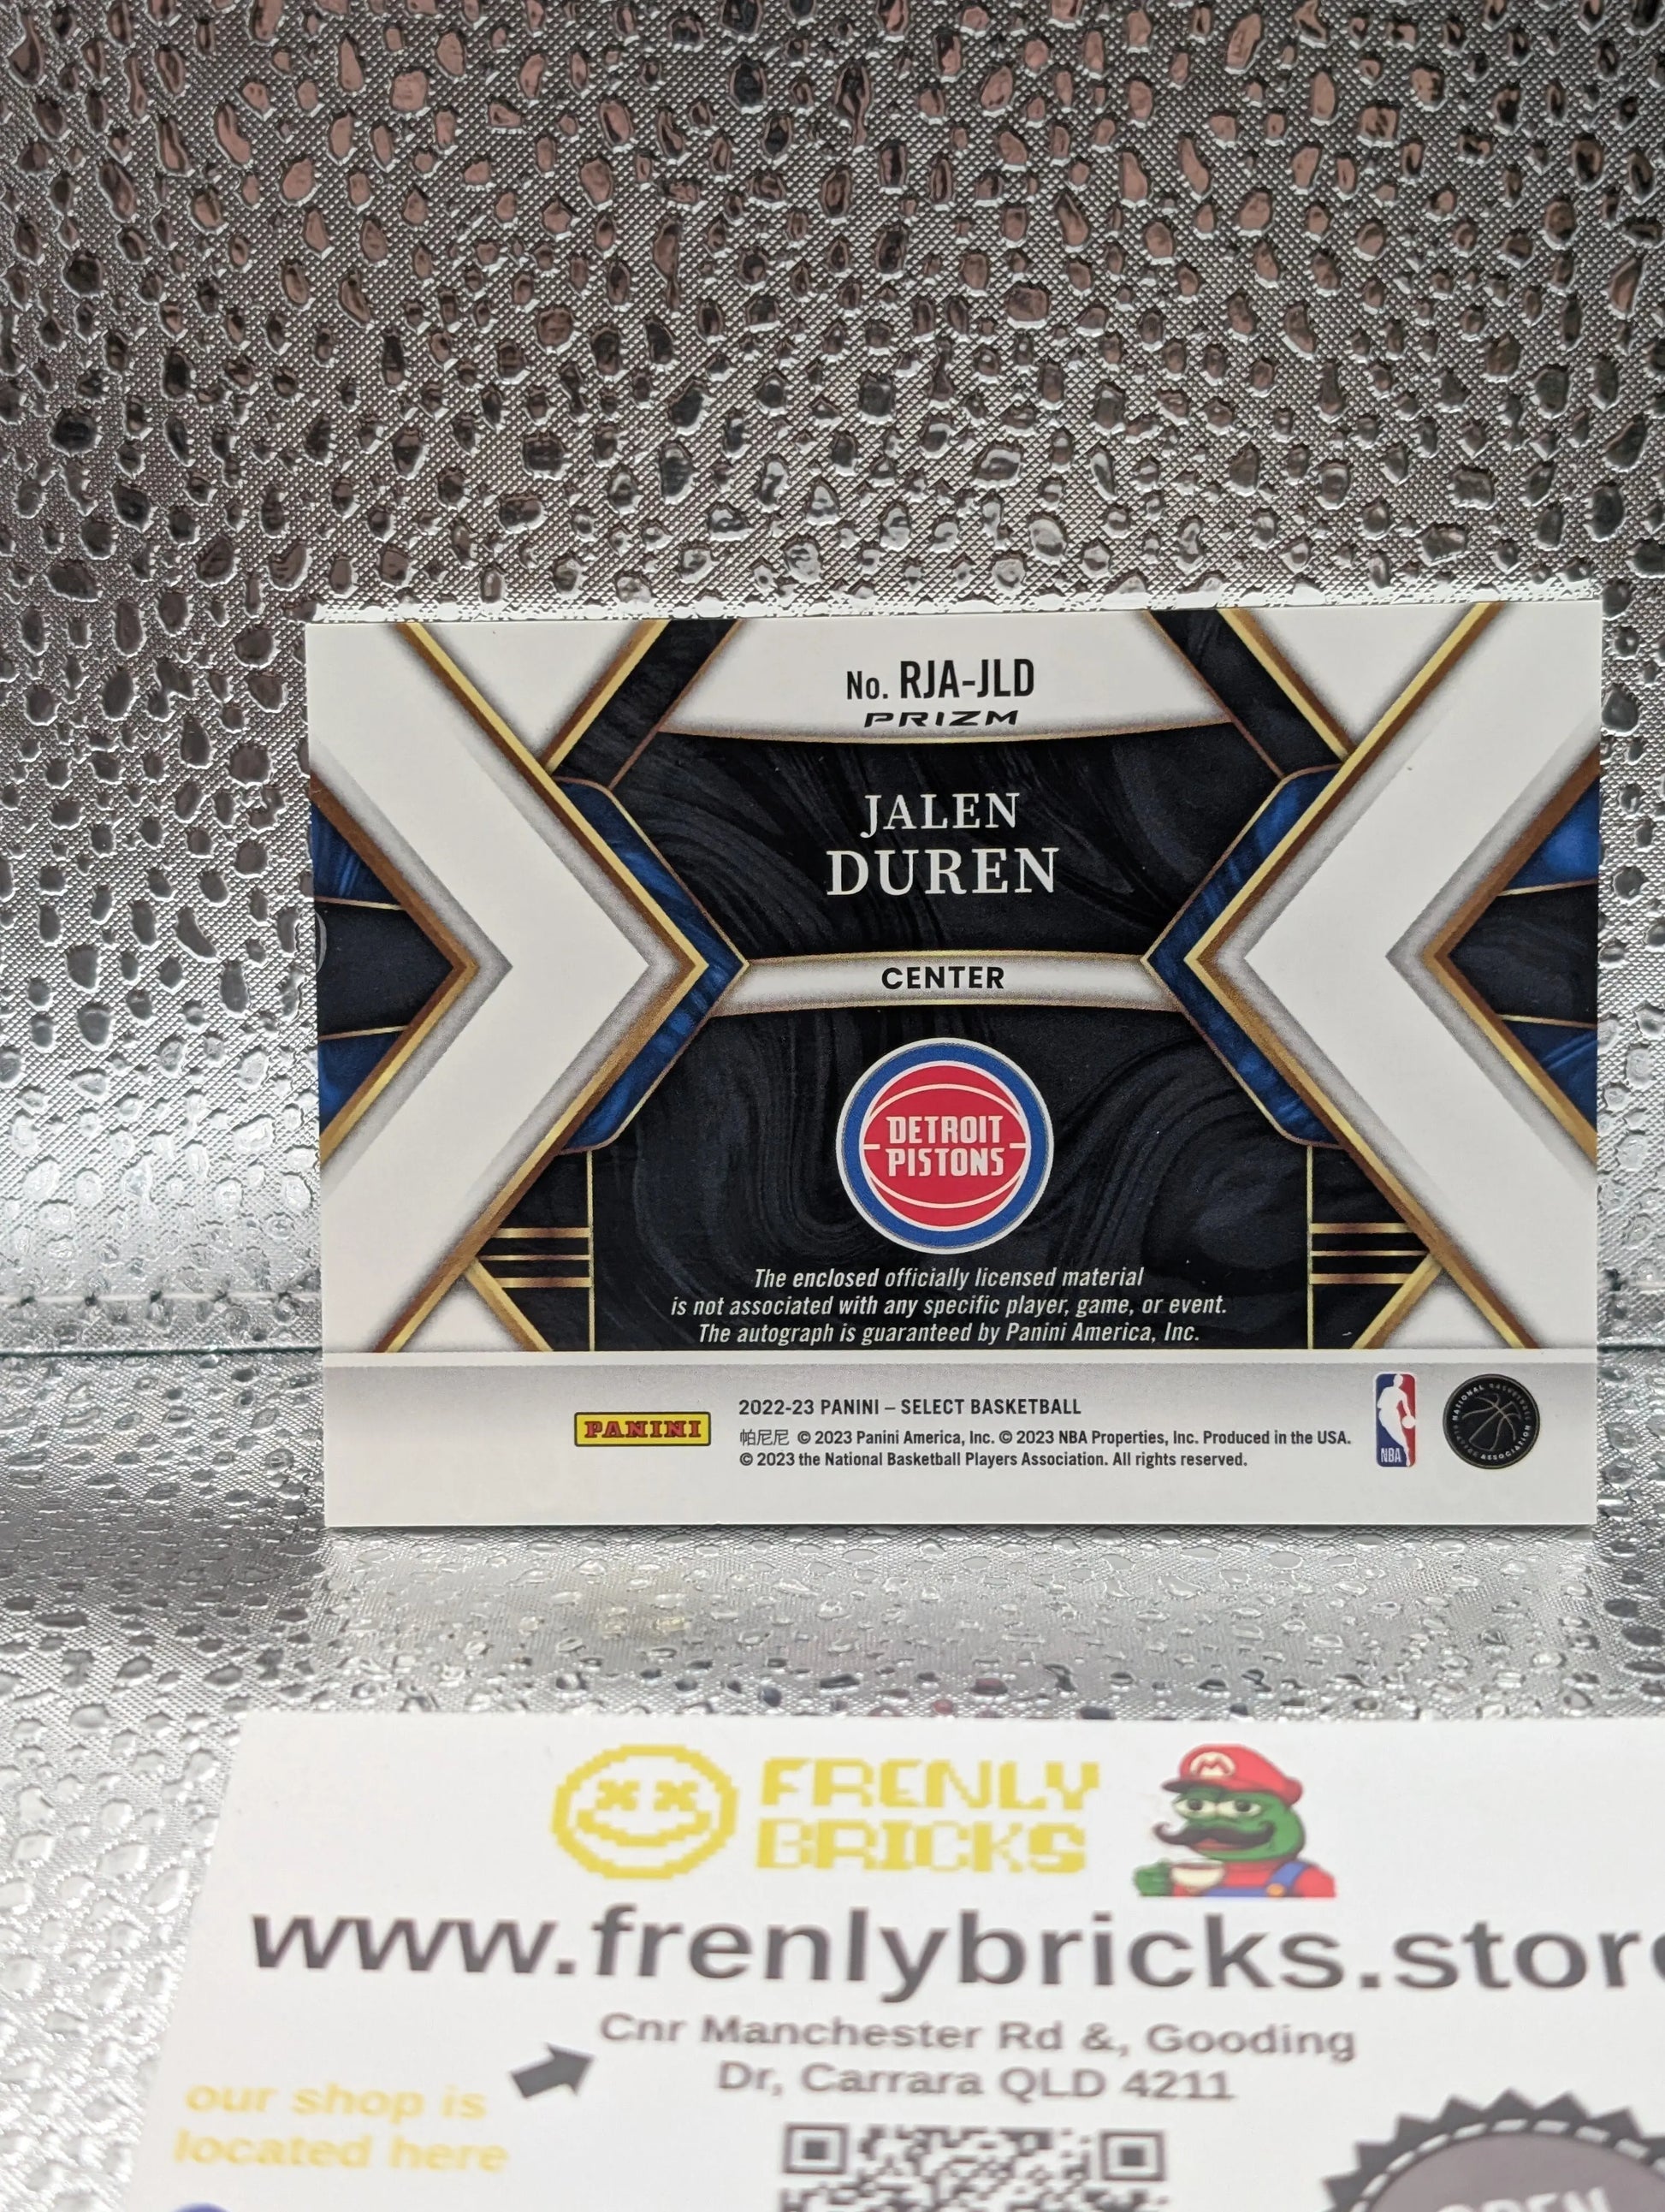 No. RJA-JLD
PRIZM
JALEN
DUREN
CENTER
DETROIT
PISTONS
The enclosed officially licensed material
is not associated with any specific player, game, or event.
The autograph is guaranteed by Panini America, Inc.
PANINI
2022-23 PANINI – SELECT BASKETBALL
帕尼尼 © 2023 Panini America, Inc. © 2023 NBA Properties, Inc. Produced in the USA.
© 2023 the National Basketball Players Association. All rights reserved.
NBA
NATIONAL BASKETBALL
PLAYERS ASSOCIATION
FRENLY
BRICKS
M
www.frenlybricks.store
Cnr Manchester Rd &, Gooding
Dr, Carrara QLD 4211
our shop is
located here